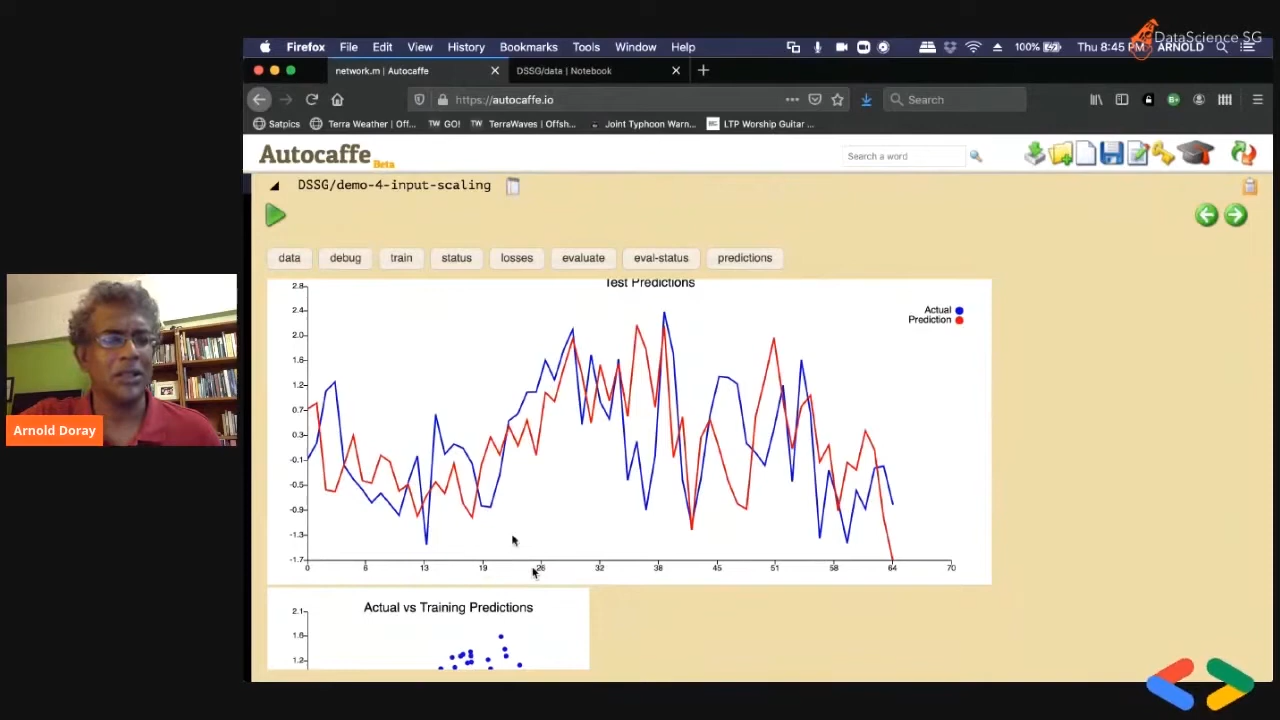 DataScience SG
Firefox File Edit View History Bookmarks Tools Window Help 100% Thu 8:45 PM ARNOLD
network.m | Autocaffe DSSG/data | Notebook
https://autocaffe.io Search
Satpics Terra Weather | Off... TW GO! TW TerraWaves | Offsh... Joint Typhoon Warn... LTP Worship Guitar ...
Autocaffe Beta Search a word
DSSG/demo-4-input-scaling
data debug train status losses evaluate eval-status predictions
Test Predictions
Actual
Prediction
2.8
2.4
2.0
1.6
1.2
0.7
0.3
-0.1
-0.5
-0.9
-1.3
-1.7
0 6 13 19 26 32 38 45 51 58 64 70
Arnold Doray
Actual vs Training Predictions
2.1
1.6
1.2